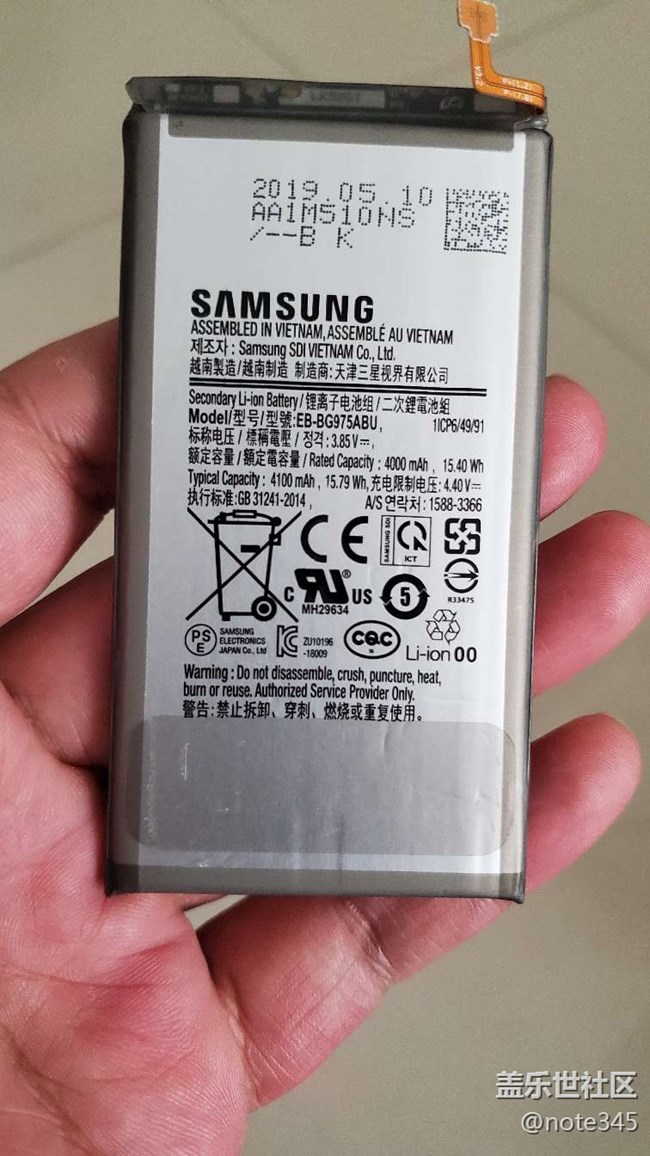 2019.05.10
AA1M510NS
/--B K
SAMSUNG
ASSEMBLED IN VIETNAM, ASSEMBLÉ AU VIETNAM
제조자 : Samsung SDI VIETNAM Co., Ltd.
越南製造/越南制造 制造商:天津三星视界有限公司
Secondary Li-ion Battery / 锂离子电池组 / 二次鋰電池組
Model/型号/型號:EB-BG975ABU, 1ICP6/49/91
标称电压 / 標稱電壓 / 정격 : 3.85V⎓,
额定容量 / 額定電容量 / Rated Capacity : 4000 mAh, 15.40 Wh
Typical Capacity : 4100 mAh, 15.79 Wh, 充电限制电压: 4.40V⎓
执行标准:GB 31241-2014, A/S 연락처 : 1588-3366
CE
SAMSUNG SDI
ICT
R33475
C RU® US
MH29634
5
PS E
SAMSUNG ELECTRONICS JAPAN Co., Ltd
KC
ZU10196
-18009
CQC
Li-ion 00
Warning : Do not disassemble, crush, puncture, heat,
burn or reuse. Authorized Service Provider Only.
警告:禁止拆卸、穿刺、燃烧或重复使用。
盖乐世社区
@note345